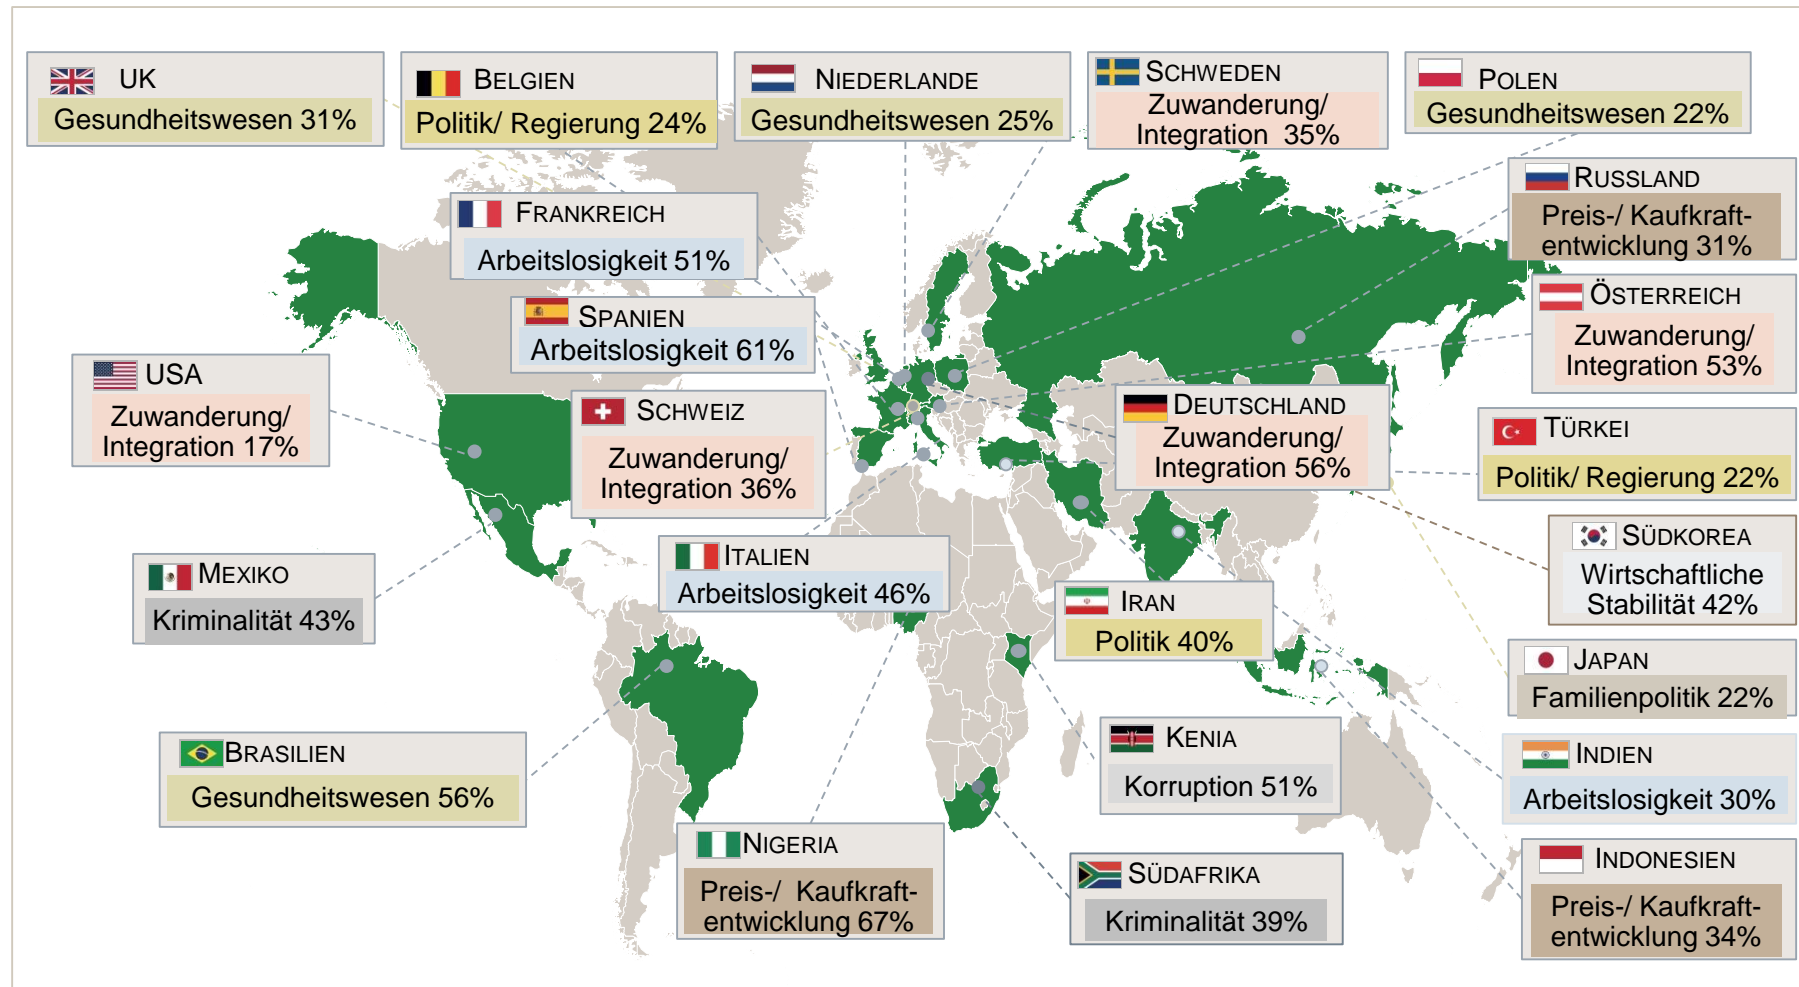 UK
Gesundheitswesen 31%
BELGIEN
Politik/ Regierung 24%
NIEDERLANDE
Gesundheitswesen 25%
SCHWEDEN
Zuwanderung/
Integration 35%
POLEN
Gesundheitswesen 22%
FRANKREICH
Arbeitslosigkeit 51%
RUSSLAND
Preis-/ Kaufkraft-
entwicklung 31%
SPANIEN
Arbeitslosigkeit 61%
ÖSTERREICH
Zuwanderung/
Integration 53%
USA
Zuwanderung/
Integration 17%
SCHWEIZ
Zuwanderung/
Integration 36%
DEUTSCHLAND
Zuwanderung/
Integration 56%
TÜRKEI
Politik/ Regierung 22%
MEXIKO
Kriminalität 43%
ITALIEN
Arbeitslosigkeit 46%
IRAN
Politik 40%
SÜDKOREA
Wirtschaftliche
Stabilität 42%
JAPAN
Familienpolitik 22%
BRASILIEN
Gesundheitswesen 56%
KENIA
Korruption 51%
INDIEN
Arbeitslosigkeit 30%
NIGERIA
Preis-/ Kaufkraft-
entwicklung 67%
SÜDAFRIKA
Kriminalität 39%
INDONESIEN
Preis-/ Kaufkraft-
entwicklung 34%